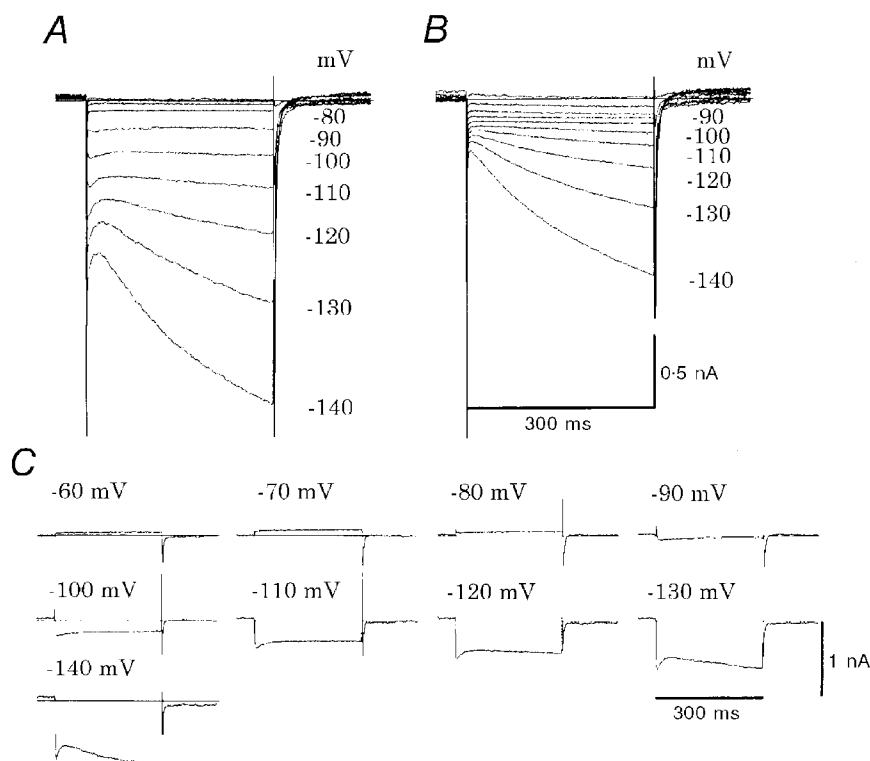 A
mV
-80
-90
-100
-110
-120
-130
-140
B
mV
-90
-100
-110
-120
-130
-140
0·5 nA
300 ms
C
-60 mV
-70 mV
-80 mV
-90 mV
-100 mV
-110 mV
-120 mV
-130 mV
-140 mV
1 nA
300 ms